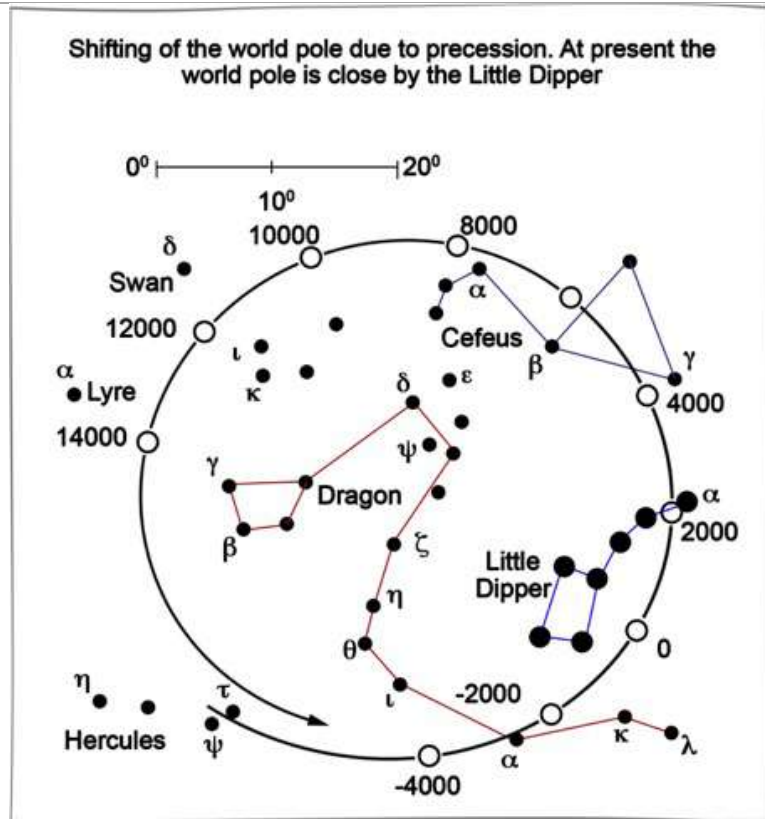 Shifting of the world pole due to precession. At present the
world pole is close by the Little Dipper
0⁰
20⁰
10⁰
10000
8000
δ
Swan
α
12000
ι
Cefeus
β
γ
α
Lyre
κ
δ
ε
4000
14000
ψ
γ
Dragon
α
2000
β
ζ
Little
Dipper
η
θ
0
η
τ
ι
-2000
Hercules
ψ
α
κ
λ
-4000